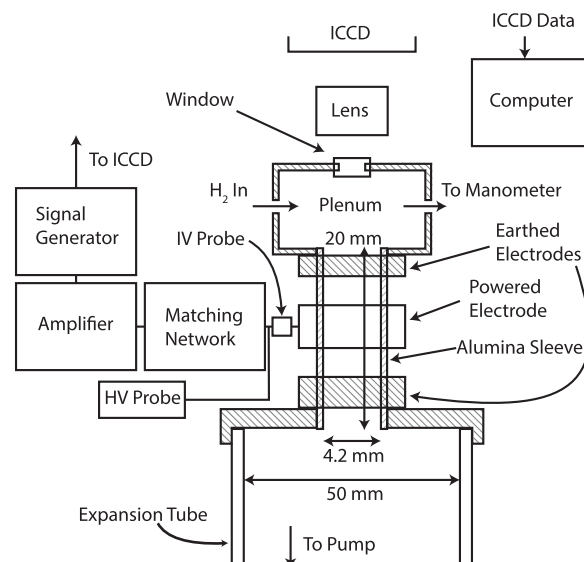 ICCD
ICCD Data
Computer
Lens
Window
To ICCD
H2 In
Plenum
To Manometer
Signal
Generator
IV Probe
20 mm
Earthed
Electrodes
Amplifier
Matching
Network
Powered
Electrode
Alumina Sleeve
HV Probe
4.2 mm
50 mm
Expansion Tube
To Pump